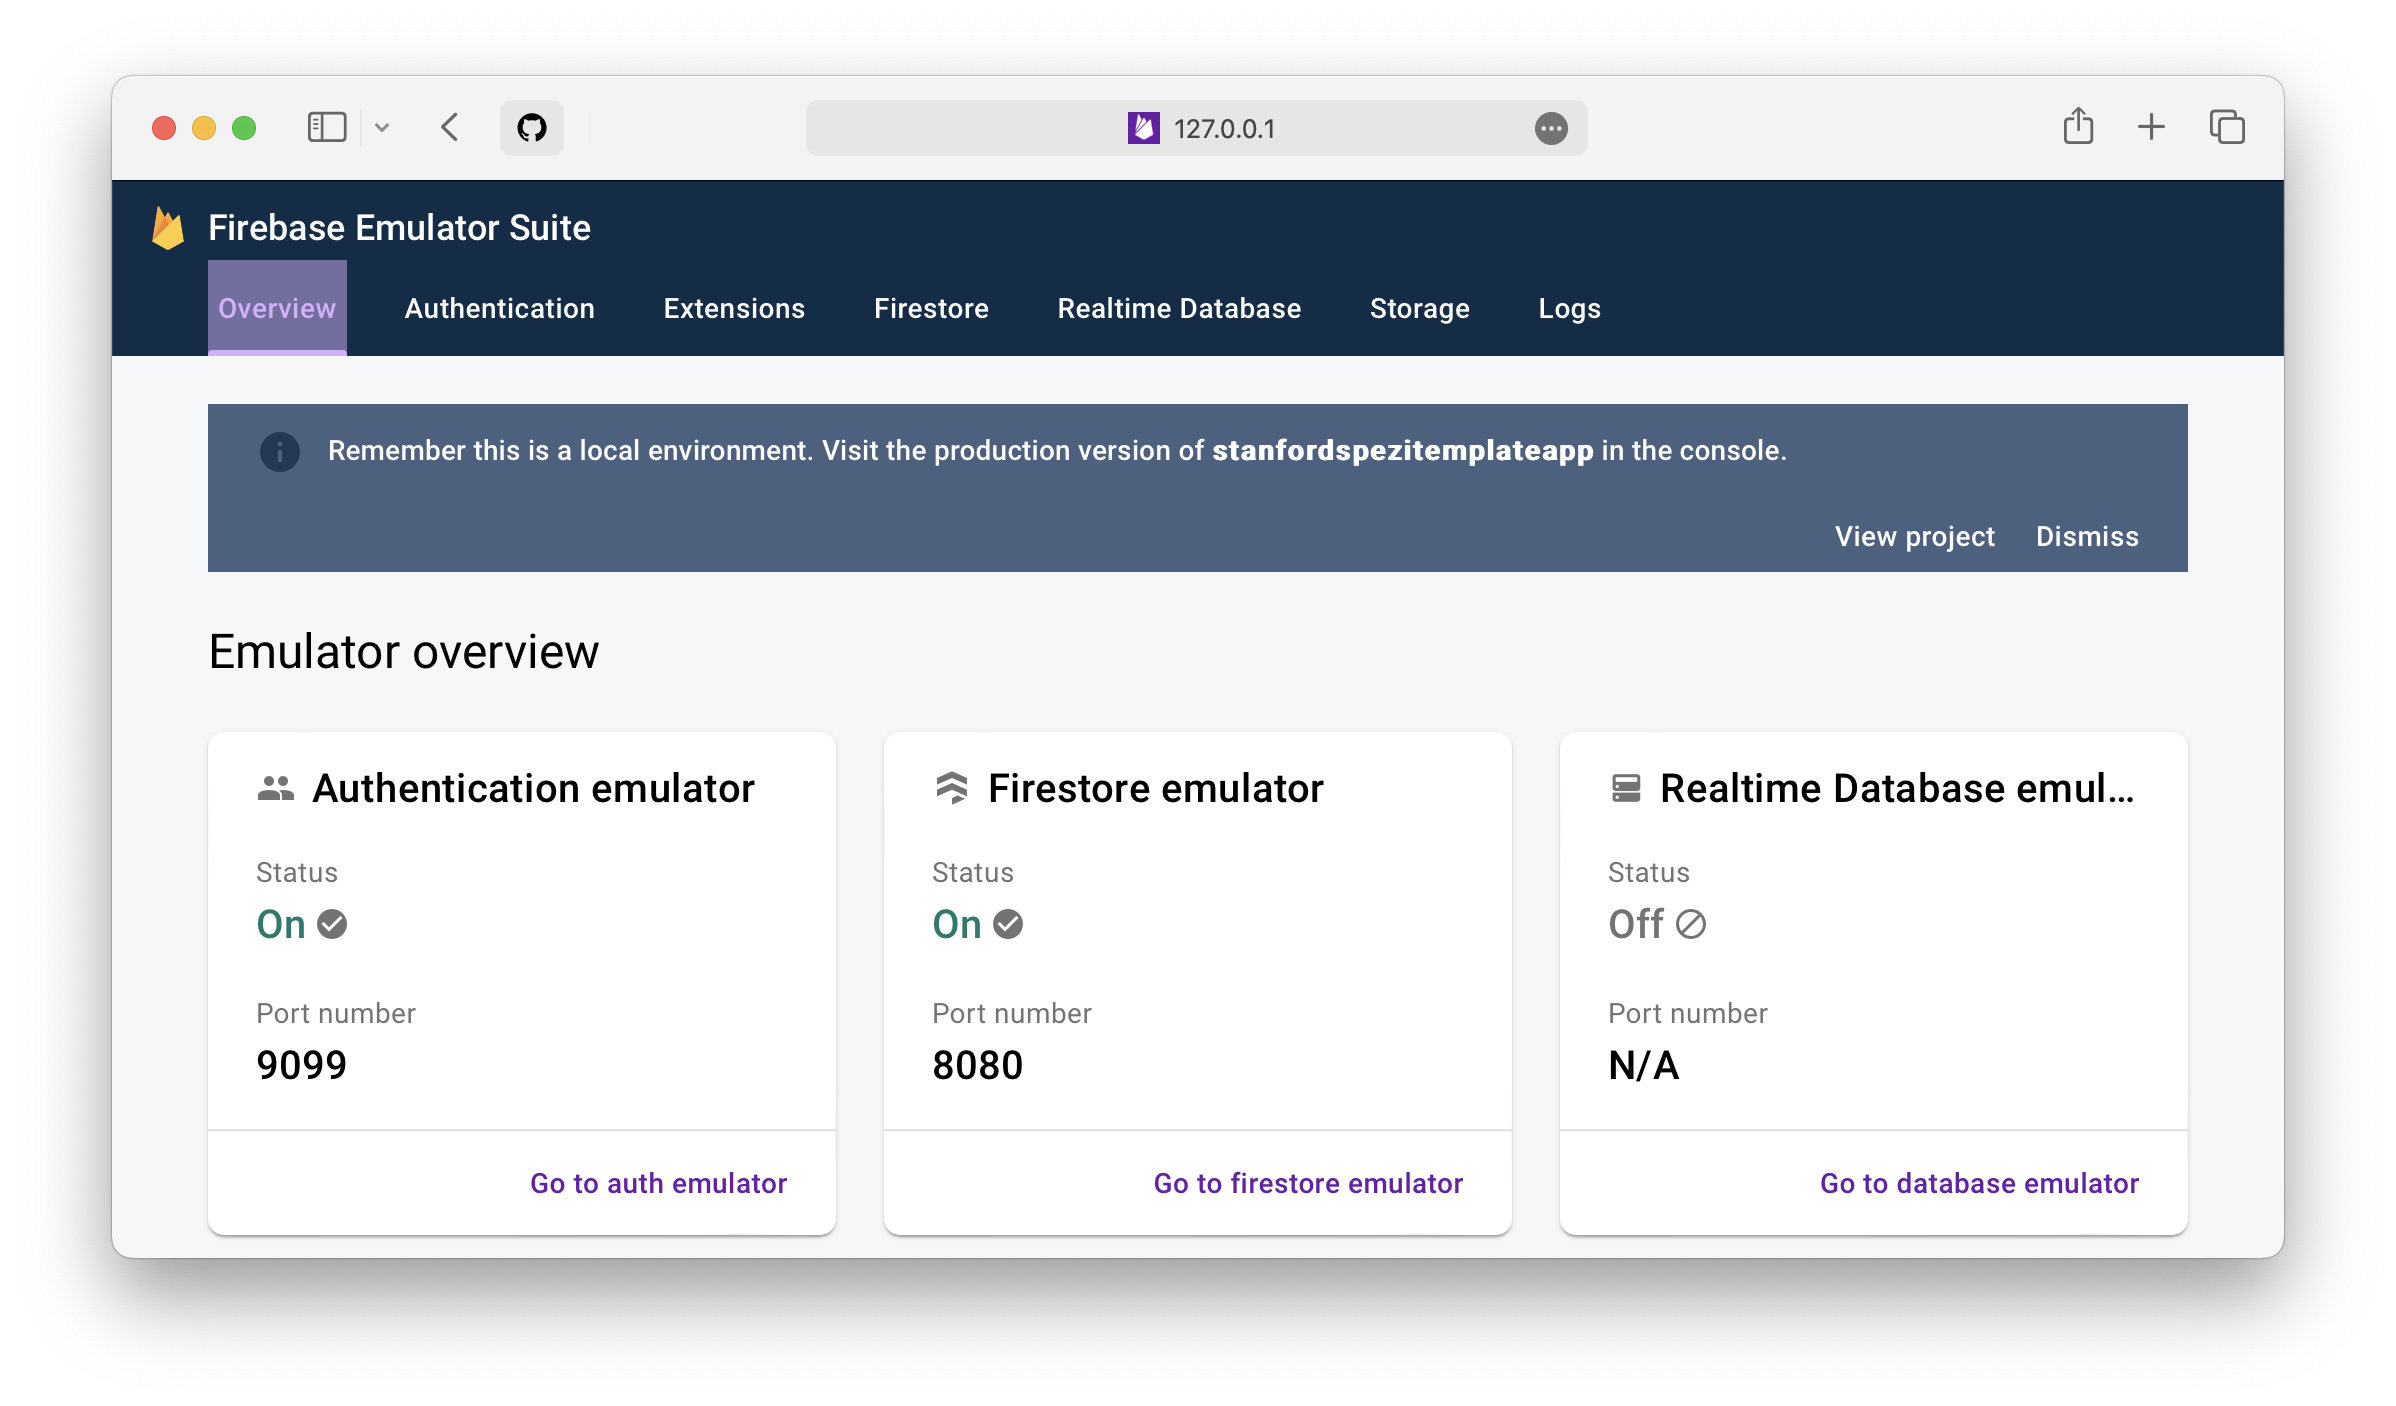 127.0.0.1
Firebase Emulator Suite
Overview Authentication Extensions Firestore Realtime Database Storage Logs
Remember this is a local environment. Visit the production version of stanfordspezitemplateapp in the console.
View project Dismiss
Emulator overview
Authentication emulator
Status
On
Port number
9099
Go to auth emulator
Firestore emulator
Status
On
Port number
8080
Go to firestore emulator
Realtime Database emul...
Status
Off
Port number
N/A
Go to database emulator